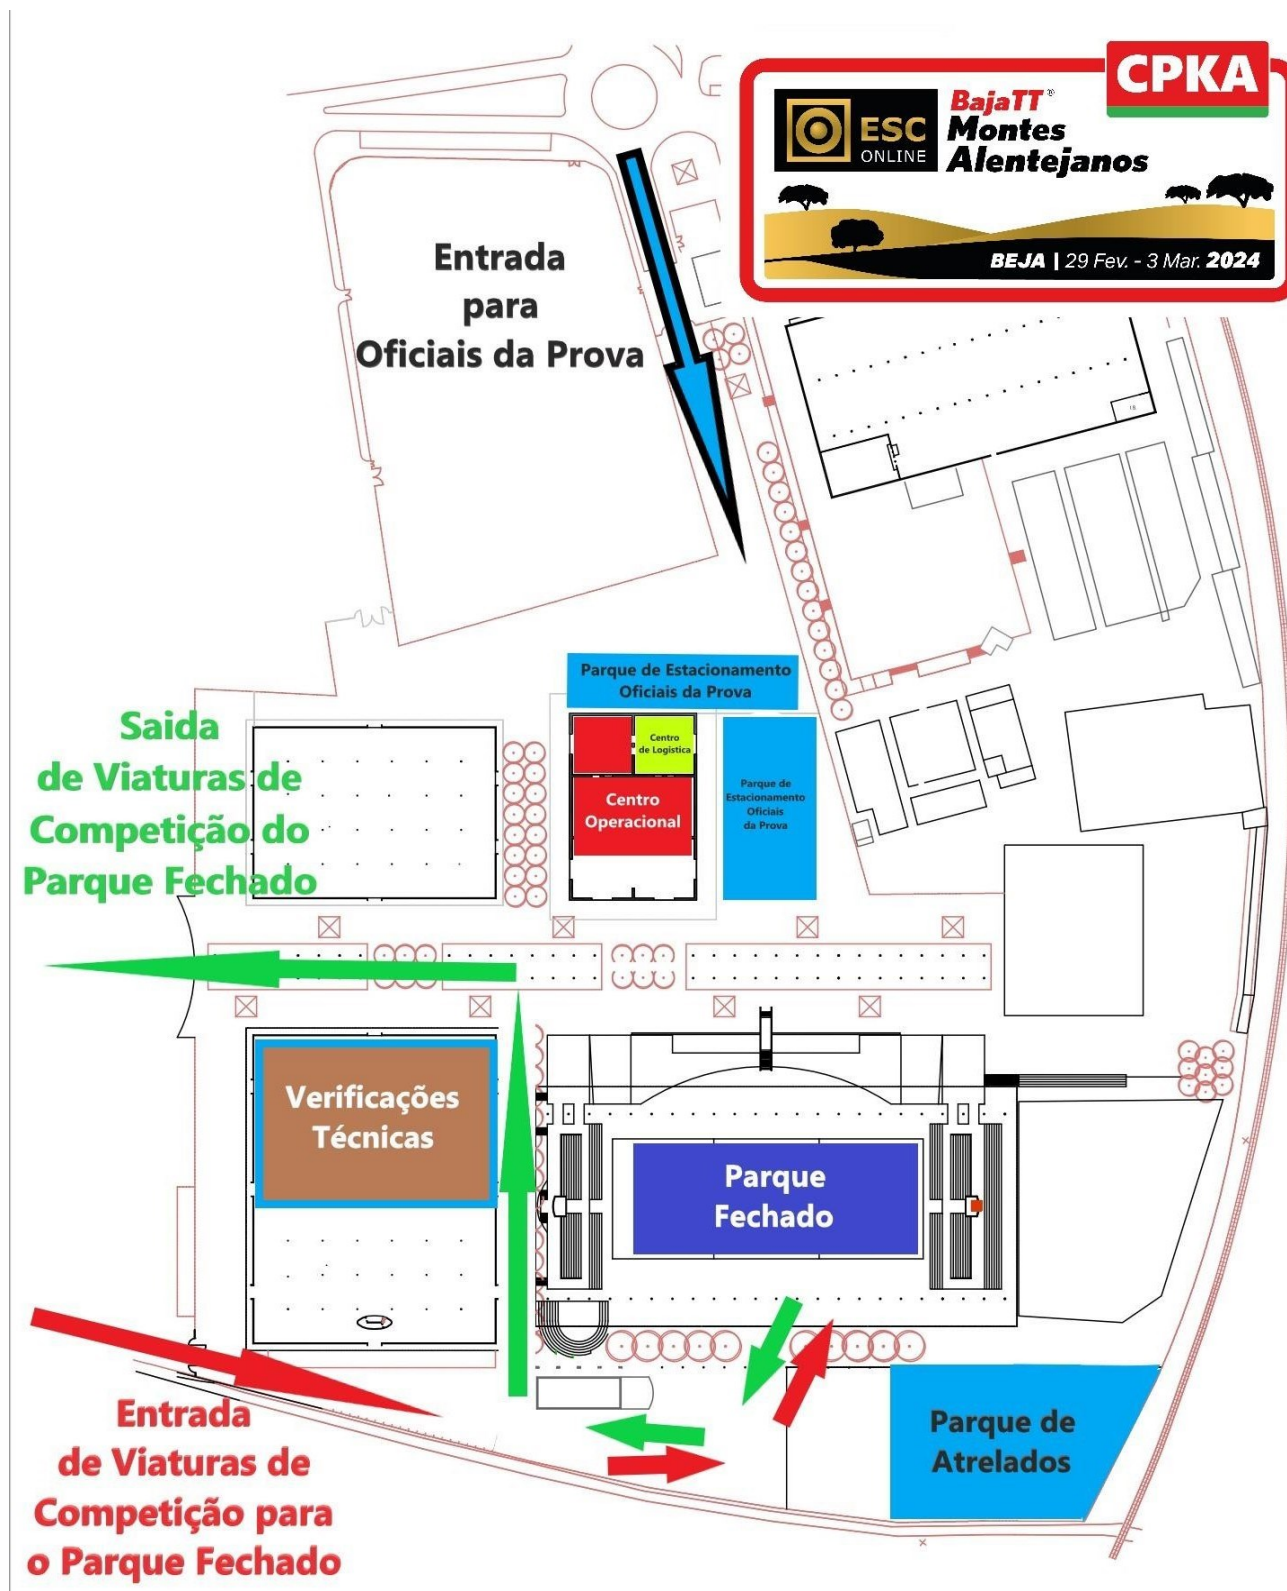 CPKA
ESC
ONLINE
BajaTT®
Montes
Alentejanos
BEJA | 29 Fev. - 3 Mar. 2024
Entrada
para
Oficiais da Prova
Parque de Estacionamento
Oficiais da Prova
Saida
de Viaturas de
Competição do
Parque Fechado
Centro
de Logística
Centro
Operacional
Parque de
Estacionamento
Oficiais
da Prova
Verificações
Técnicas
Parque
Fechado
Entrada
de Viaturas de
Competição para
o Parque Fechado
Parque de
Atrelados